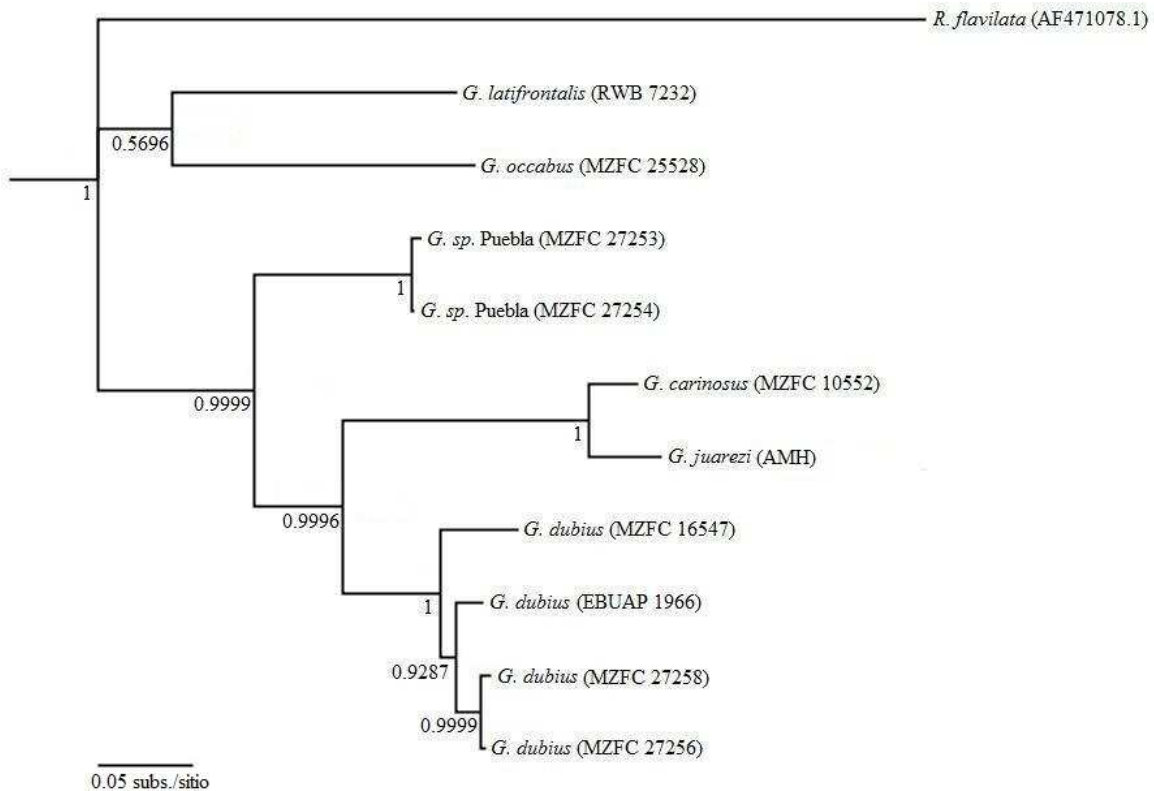 R. flavilata (AF471078.1)
G. latifrontalis (RWB 7232)
0.5696
G. occabus (MZFC 25528)
1
G. sp. Puebla (MZFC 27253)
1
G. sp. Puebla (MZFC 27254)
G. carinosus (MZFC 10552)
0.9999
1
G. juarezi (AMH)
0.9996
G. dubius (MZFC 16547)
G. dubius (EBUAP 1966)
1
0.9287
G. dubius (MZFC 27258)
0.9999
G. dubius (MZFC 27256)
0.05 subs./sitio